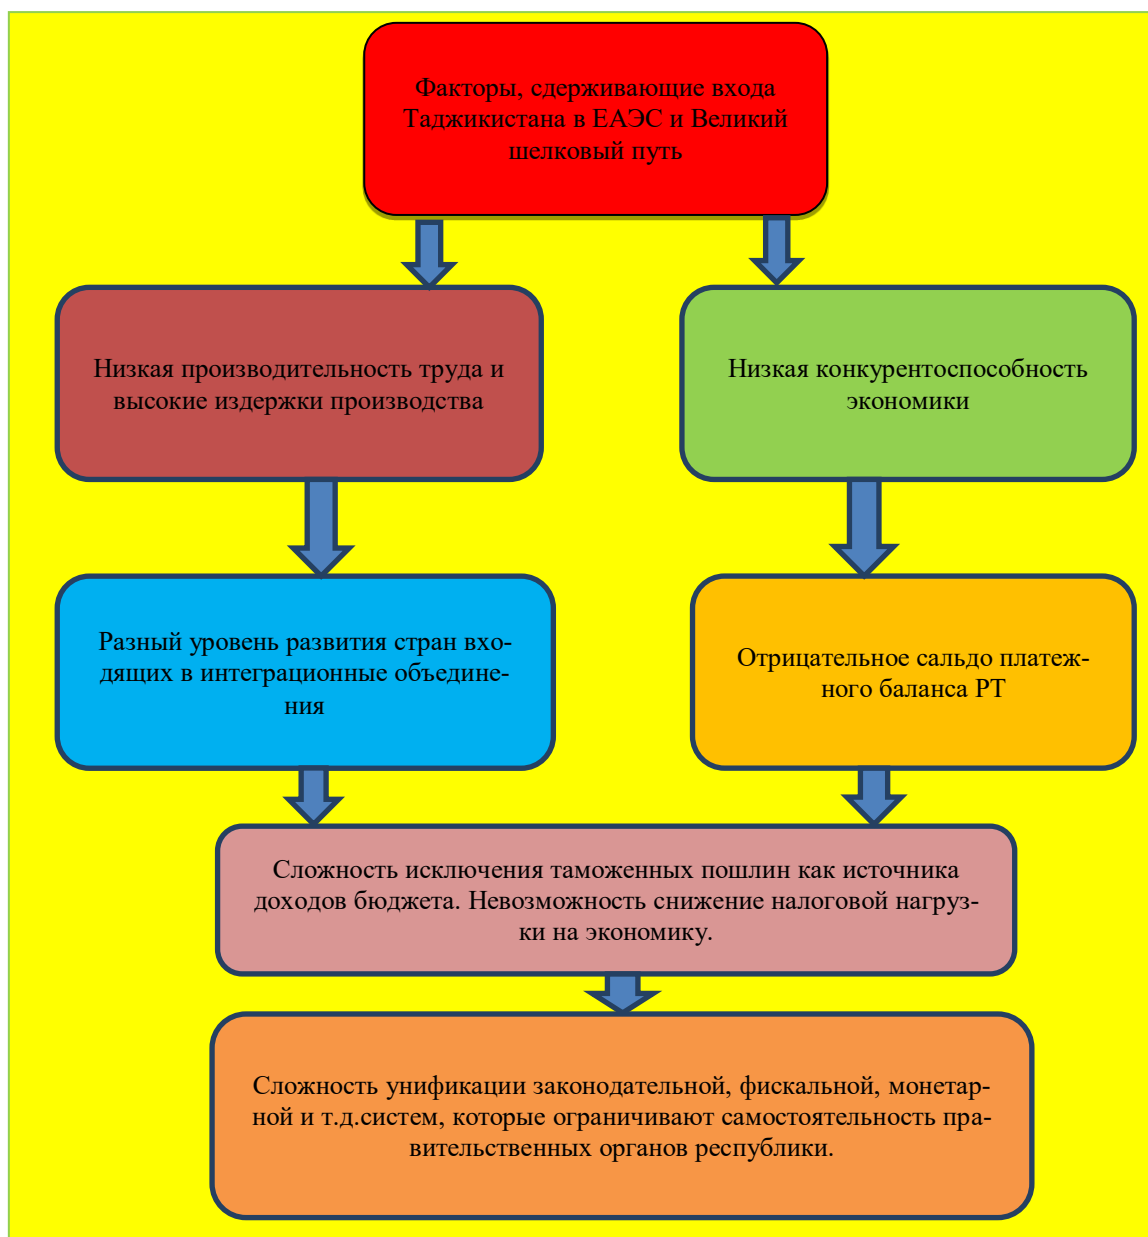 Факторы, сдерживающие входа
Таджикистана в ЕАЭС и Великий
шелковый путь
Низкая производительность труда и
высокие издержки производства
Низкая конкурентоспособность
экономики
Разный уровень развития стран вхо-
дящих в интеграционные объедине-
ния
Отрицательное сальдо платеж-
ного баланса РТ
Сложность исключения таможенных пошлин как источника
доходов бюджета. Невозможность снижение налоговой нагруз-
ки на экономику.
Сложность унификации законодательной, фискальной, монетар-
ной и т.д.систем, которые ограничивают самостоятельность пра-
вительственных органов республики.